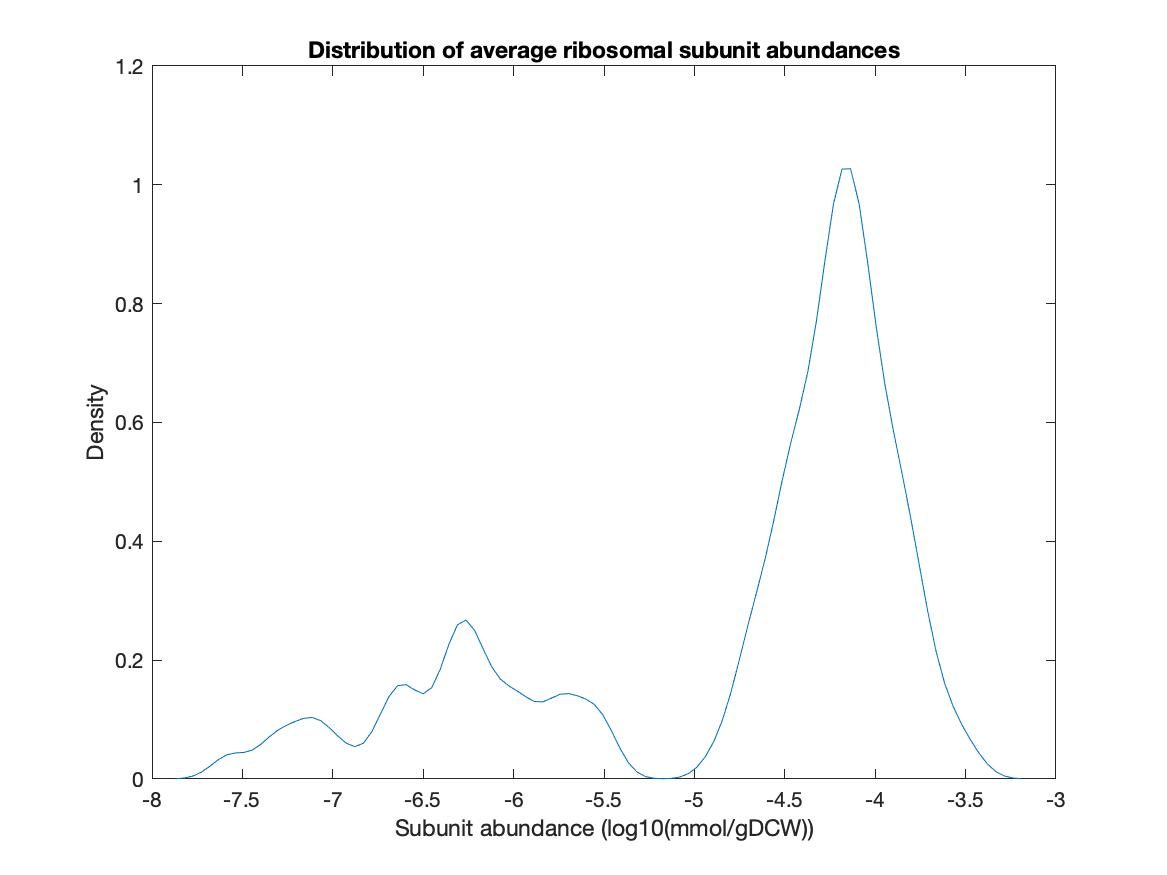 Distribution of average ribosomal subunit abundances
1.2
1
0.8
0.6
0.4
0.2
0
Density
-8 -7.5 -7 -6.5 -6 -5.5 -5 -4.5 -4 -3.5 -3
Subunit abundance (log10(mmol/gDCW))